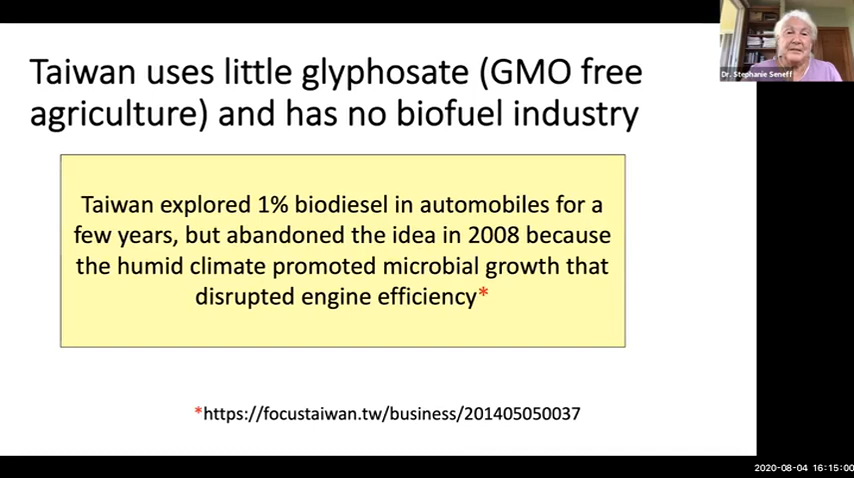 Dr. Stephanie Seneff
Taiwan uses little glyphosate (GMO free
agriculture) and has no biofuel industry
Taiwan explored 1% biodiesel in automobiles for a
few years, but abandoned the idea in 2008 because
the humid climate promoted microbial growth that
disrupted engine efficiency*
*https://focustaiwan.tw/business/201405050037
2020-08-04 16:15:00